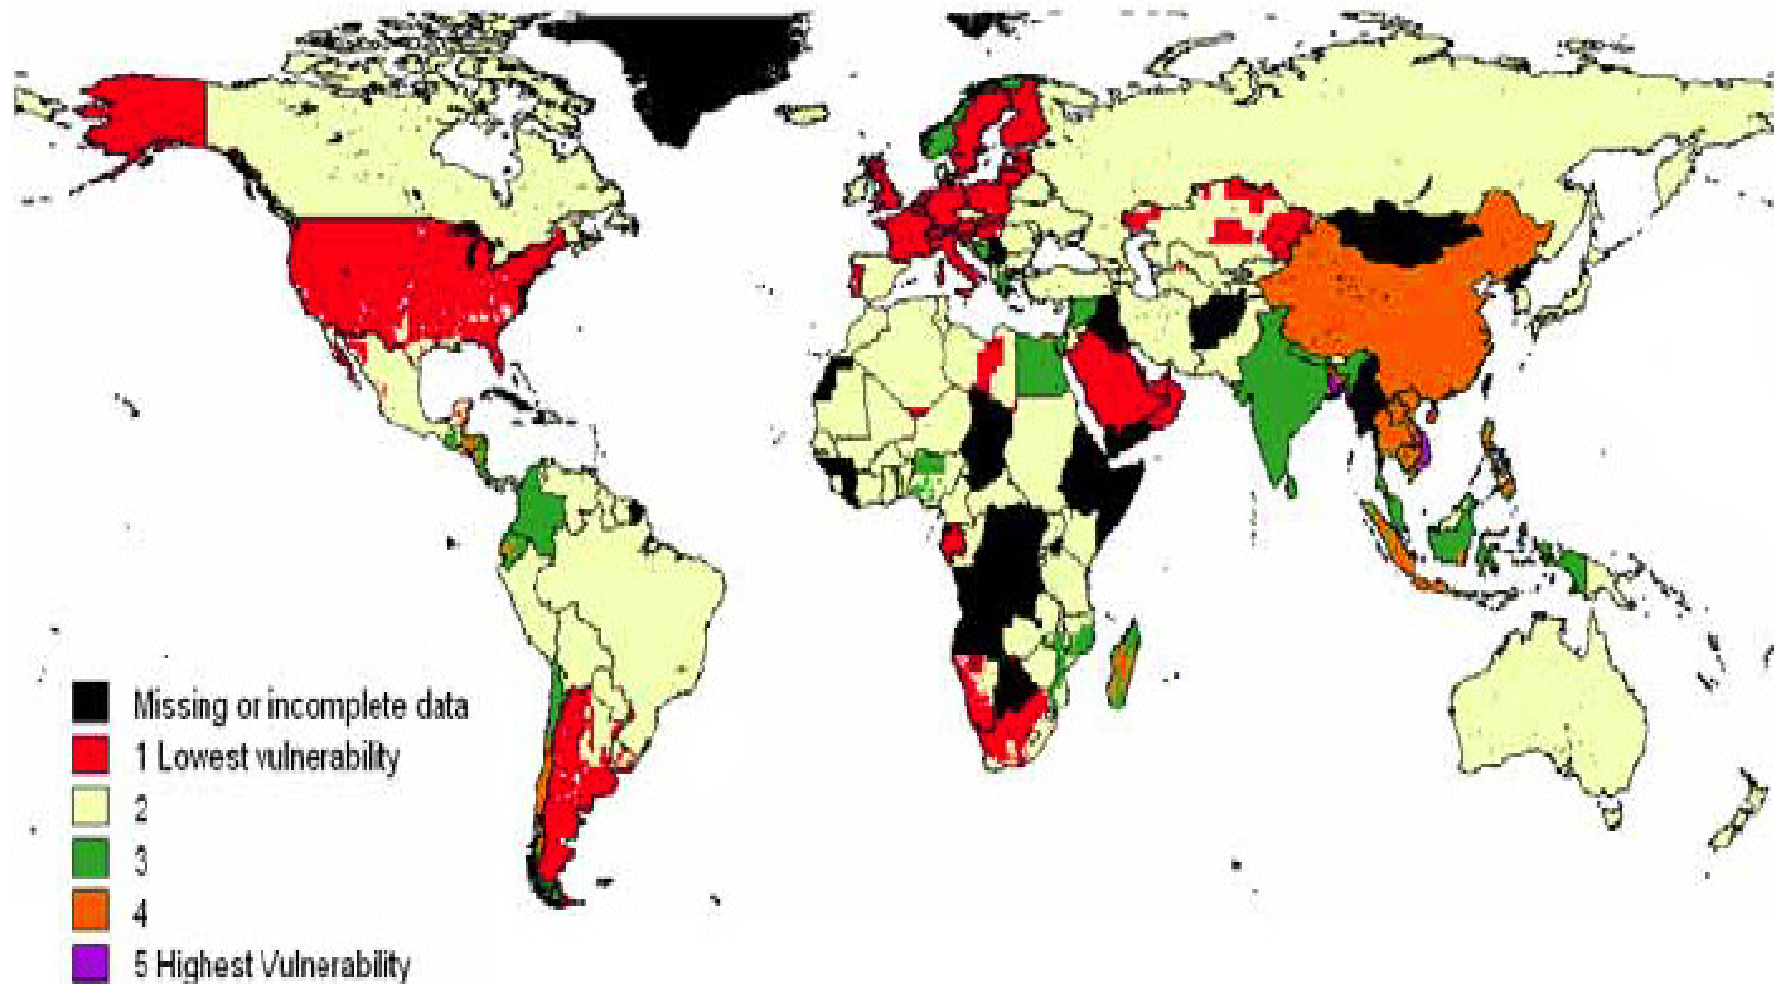 Missing or incomplete data
1 Lowest vulnerability
2
3
4
5 Highest Vulnerability